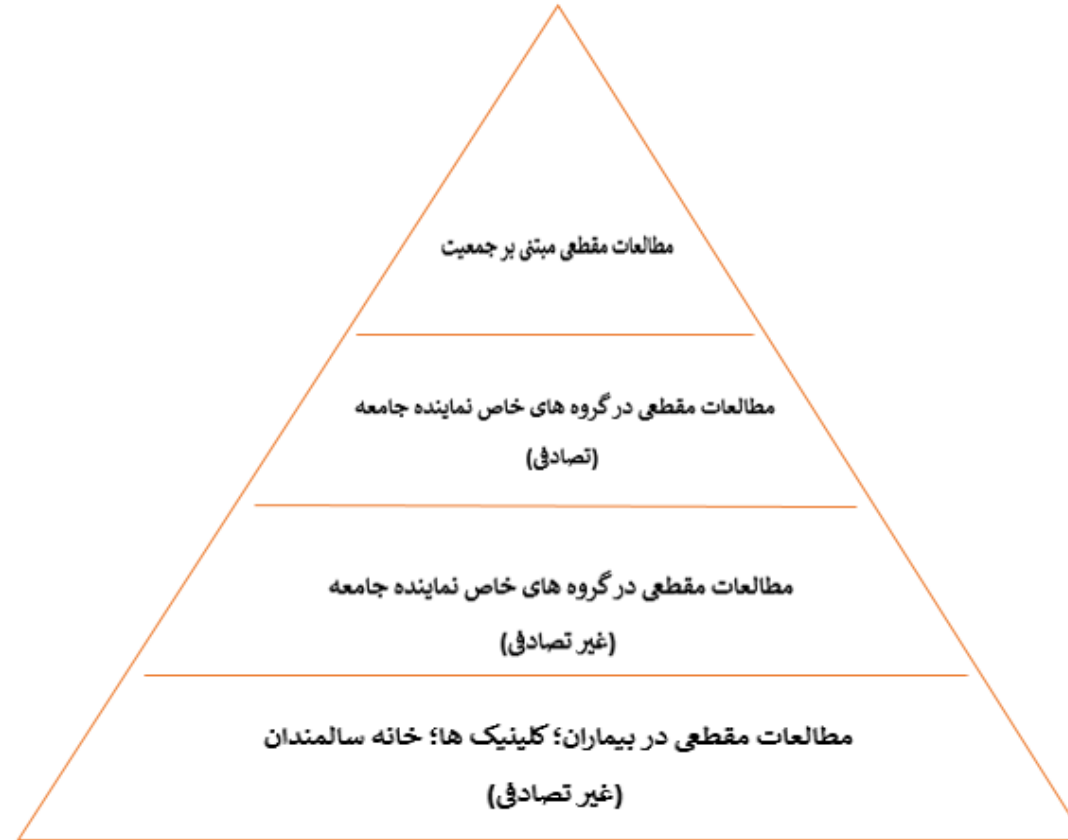 مطالعات مقطعی مبتنی بر جمعیت
مطالعات مقطعی در گروه های خاص نماینده جامعه
(تصادفی)
مطالعات مقطعی در گروه های خاص نماینده جامعه
(غیر تصادفی)
مطالعات مقطعی در بیماران؛ کلینیک ها؛ خانه سالمندان
(غیر تصادفی)